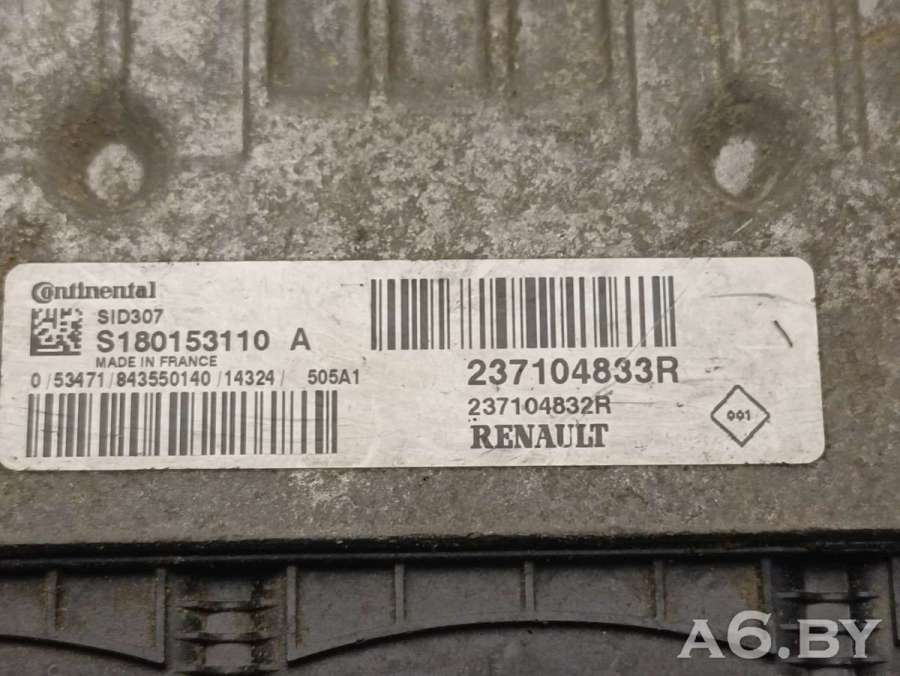 Continental
SID307
S180153110 A
MADE IN FRANCE
0/53471/843550140/14324/ 505A1
237104833R
237104832R
RENAULT
001
A6.BY